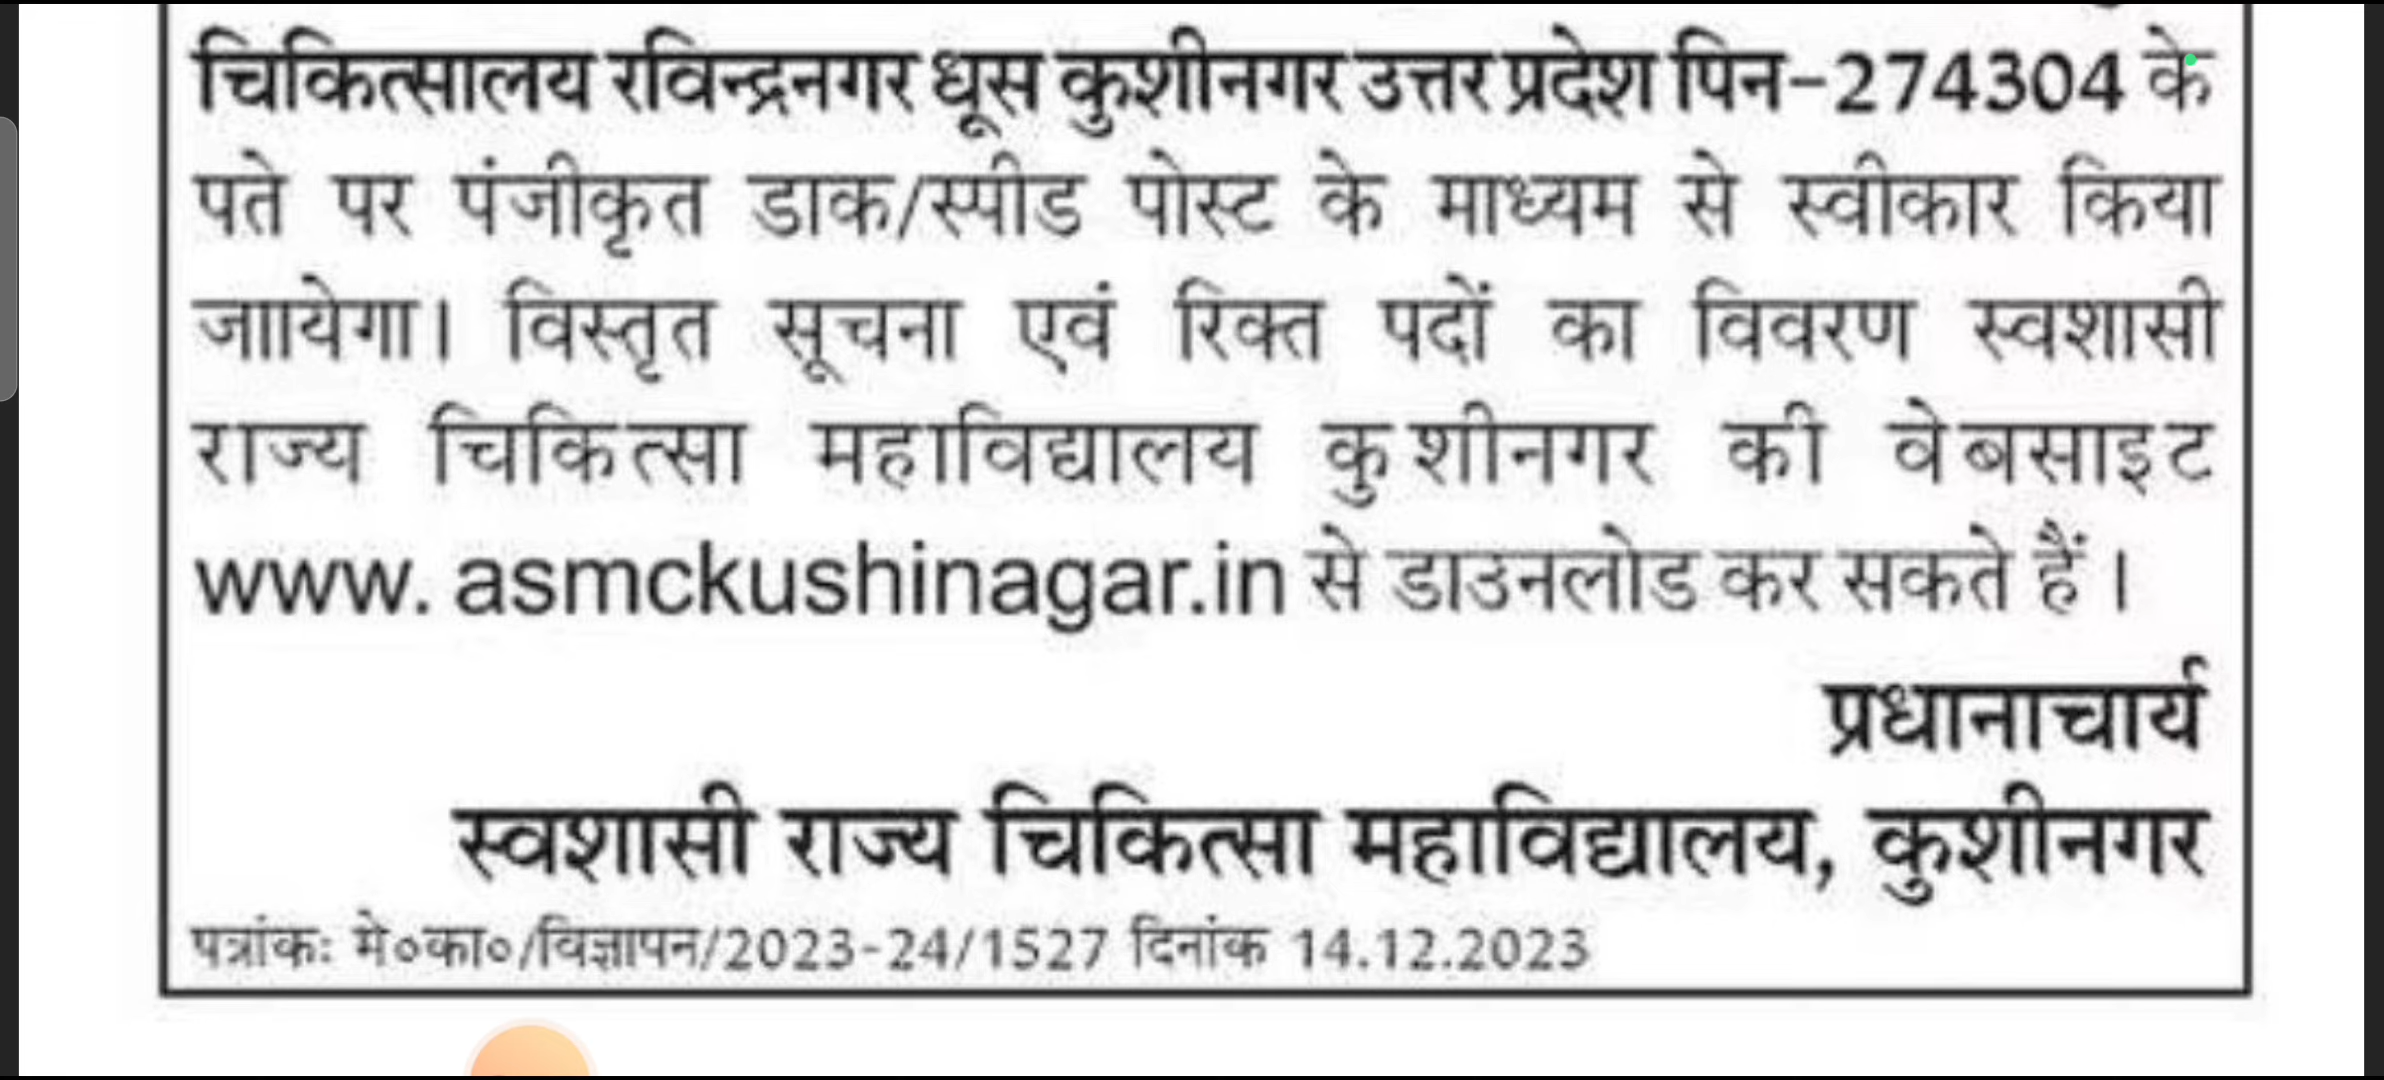 चिकित्सालय रविन्द्रनगर धूस कुशीनगर उत्तर प्रदेश पिन-274304 के
पते पर पंजीकृत डाक/स्पीड पोस्ट के माध्यम से स्वीकार किया
जाायेगा। विस्तृत सूचना एवं रिक्त पदों का विवरण स्वशासी
राज्य चिकित्सा महाविद्यालय कुशीनगर की वेबसाइट
www. asmckushinagar.in से डाउनलोड कर सकते हैं।
प्रधानाचार्य
स्वशासी राज्य चिकित्सा महाविद्यालय, कुशीनगर
पत्रांकः मे०का०/विज्ञापन/2023-24/1527 दिनांक 14.12.2023